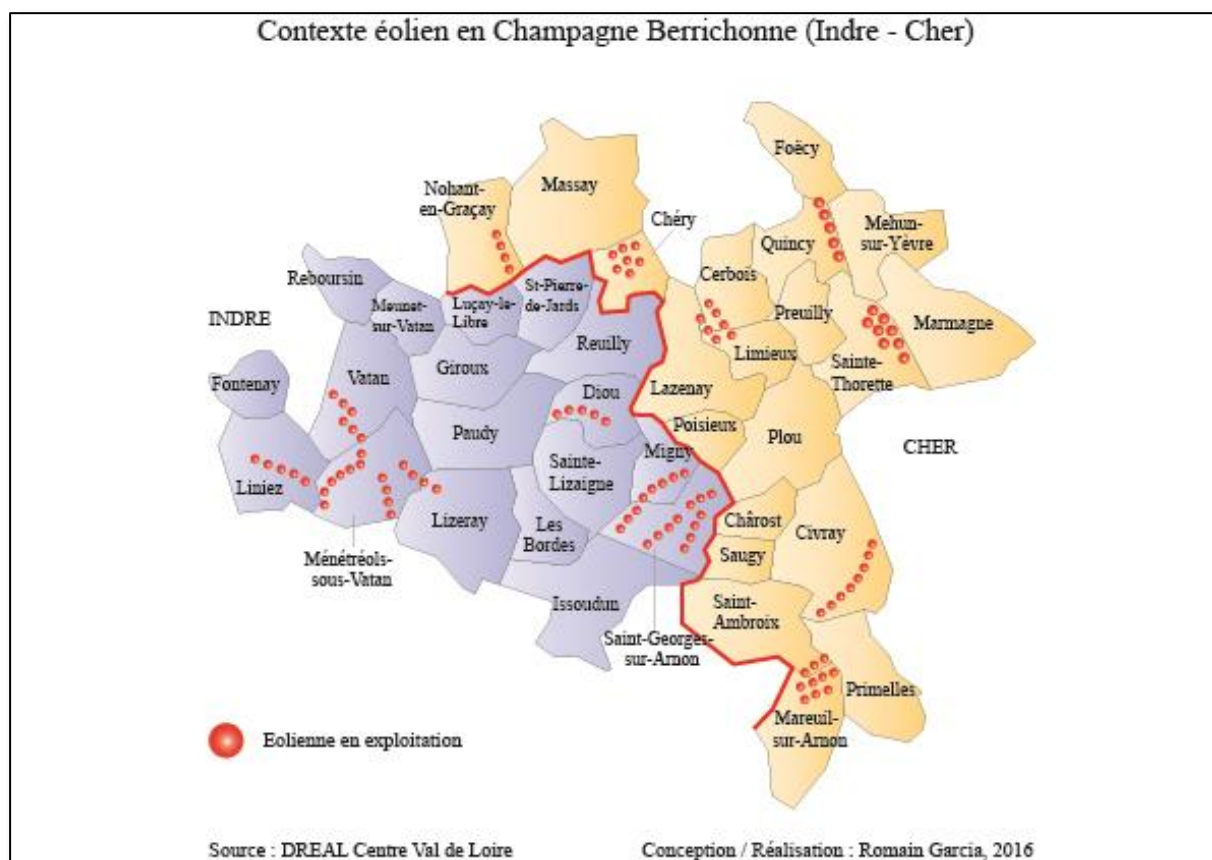 Contexte éolien en Champagne Berrichonne (Indre - Cher)
Foëcy
Massay
Nohant-
en-Graçay
Chéry
Quincy
Mehun-
sur-Yèvre
Reboursin
Cerbois
St-Pierre-
de-Jards
Meunet-
sur-Vatan
Luçay-le-
Libre
INDRE
Preuilly
Marmagne
Reuilly
Limieux
Sainte-
Thorette
Giroux
Vatan
Fontenay
Diou
Lazenay
Poisieux
Paudy
Plou
CHER
Migny
Sainte-
Lizaigne
Liniez
Lizeray
Les
Bordes
Chârost
Civray
Saugy
Ménétréols-
sous-Vatan
Issoudun
Saint-
Ambroix
Saint-Georges-
sur-Arnon
Primelles
Mareuil-
sur-Arnon
Eolienne en exploitation
Source : DREAL Centre Val de Loire
Conception / Réalisation : Romain Garcia, 2016